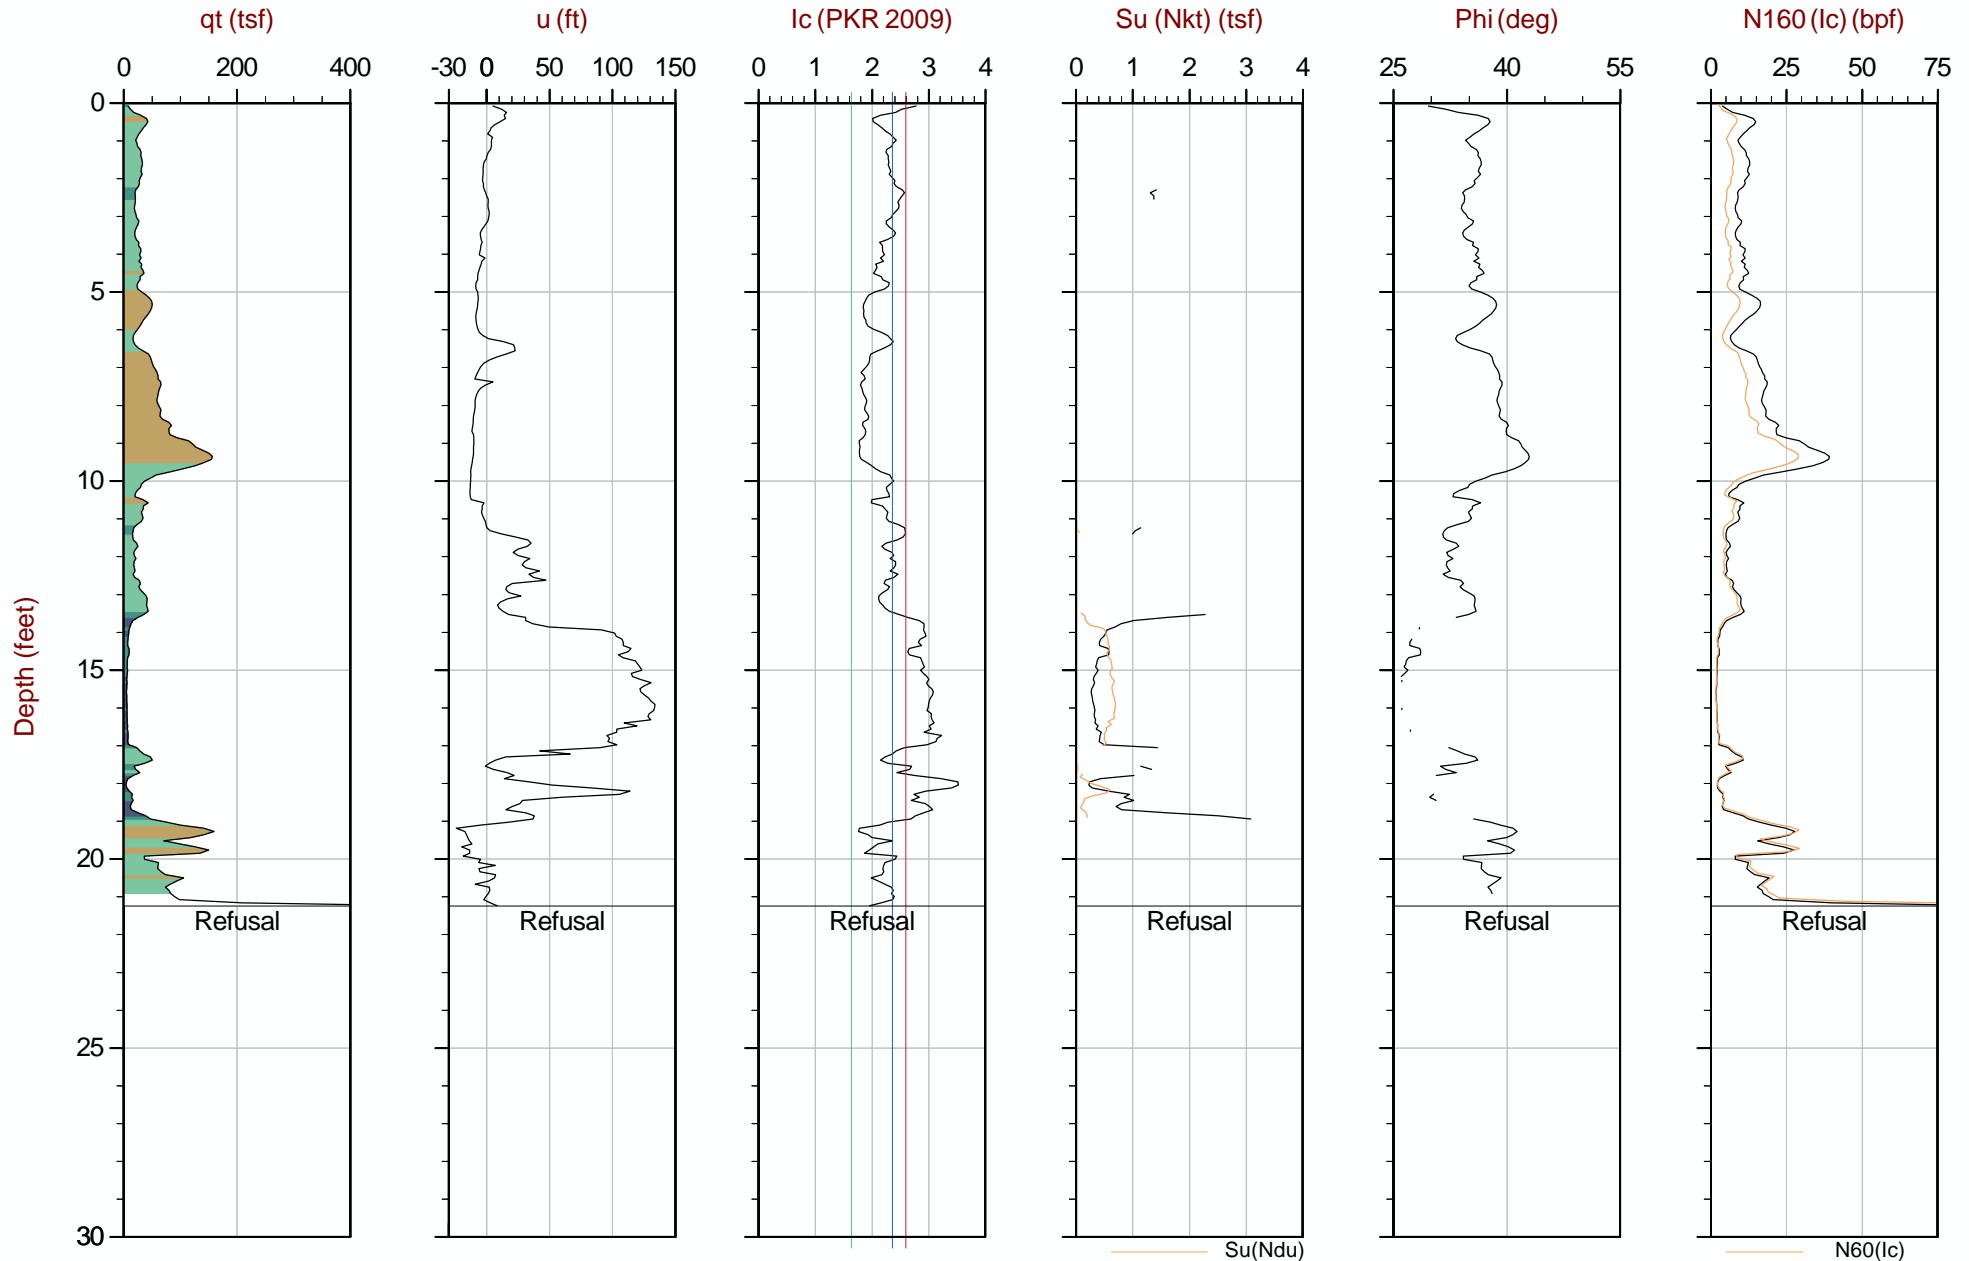 qt (tsf) u (ft) Ic (PKR 2009) Su (Nkt) (tsf) Phi (deg) N160 (Ic) (bpf)
0 200 400 -30 0 50 100 150 0 1 2 3 4 0 1 2 3 4 25 40 55 0 25 50 75
0
5
10
15
20
25
30
Depth (feet)
Refusal Refusal Refusal Refusal Refusal Refusal
Su(Ndu) N60(Ic)